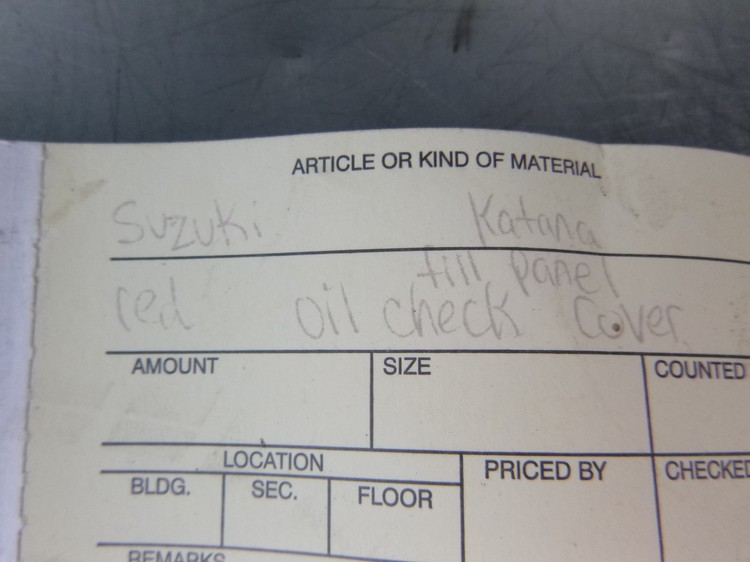 ARTICLE OR KIND OF MATERIAL
Suzuki Katana
fill panel
red oil check cover
AMOUNT SIZE COUNTED
LOCATION PRICED BY CHECKED
BLDG. SEC. FLOOR
REMARKS